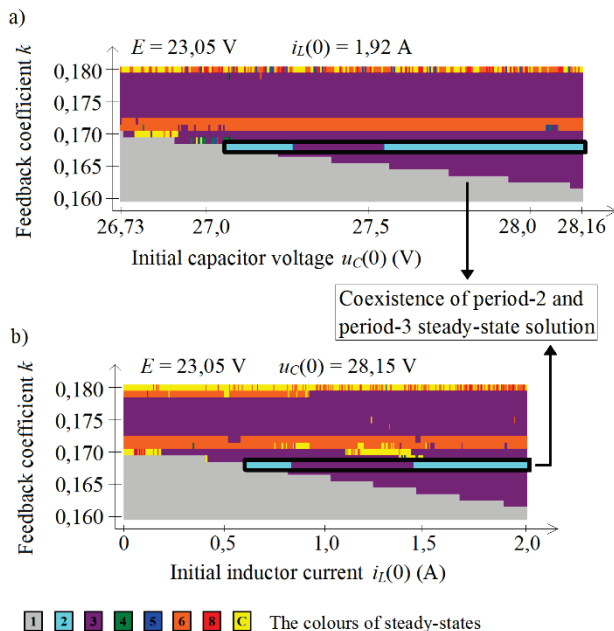 a)
E = 23,05 V iL(0) = 1,92 A
Feedback coefficient k
0,180
0,175
0,170
0,165
0,160
26,73 27,0 27,5 28,0 28,16
Initial capacitor voltage uC(0) (V)
Coexistence of period-2 and
period-3 steady-state solution
b)
E = 23,05 V uC(0) = 28,15 V
Feedback coefficient k
0,180
0,175
0,170
0,165
0,160
0 0,5 1,0 1,5 2,0
Initial inductor current iL(0) (A)
1 2 3 4 5 6 8 C The colours of steady-states